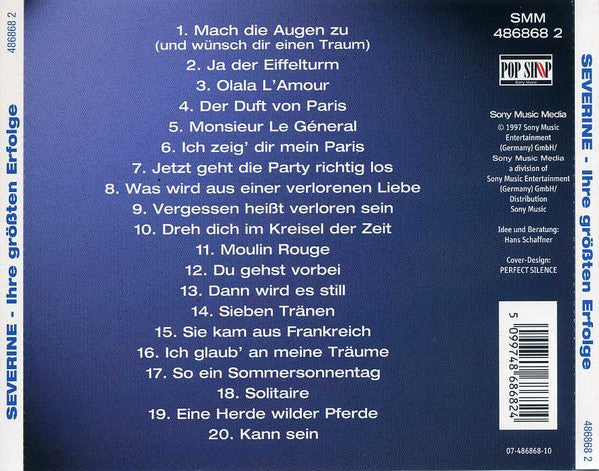 486868 2
SEVERINE - Ihre größten Erfolge
1. Mach die Augen zu
(und wünsch dir einen Traum)
2. Ja der Eiffelturm
3. Olala L'Amour
4. Der Duft von Paris
5. Monsieur Le Géneral
6. Ich zeig' dir mein Paris
7. Jetzt geht die Party richtig los
8. Was wird aus einer verlorenen Liebe
9. Vergessen heißt verloren sein
10. Dreh dich im Kreisel der Zeit
11. Moulin Rouge
12. Du gehst vorbei
13. Dann wird es still
14. Sieben Tränen
15. Sie kam aus Frankreich
16. Ich glaub' an meine Träume
17. So ein Sommersonnentag
18. Solitaire
19. Eine Herde wilder Pferde
20. Kann sein
SMM
486868 2
POP SHOP
Sony Music
Sony Music Media
© 1997 Sony Music
Entertainment
(Germany) GmbH/
Sony Music Media
a division of
Sony Music Entertainment
(Germany) GmbH/
Distribution
Sony Music
Idee und Beratung:
Hans Schaffner
Cover-Design:
PERFECT SILENCE
5 099748 686824
07-486868-10
SEVERINE - Ihre größten Erfolge
486868 2